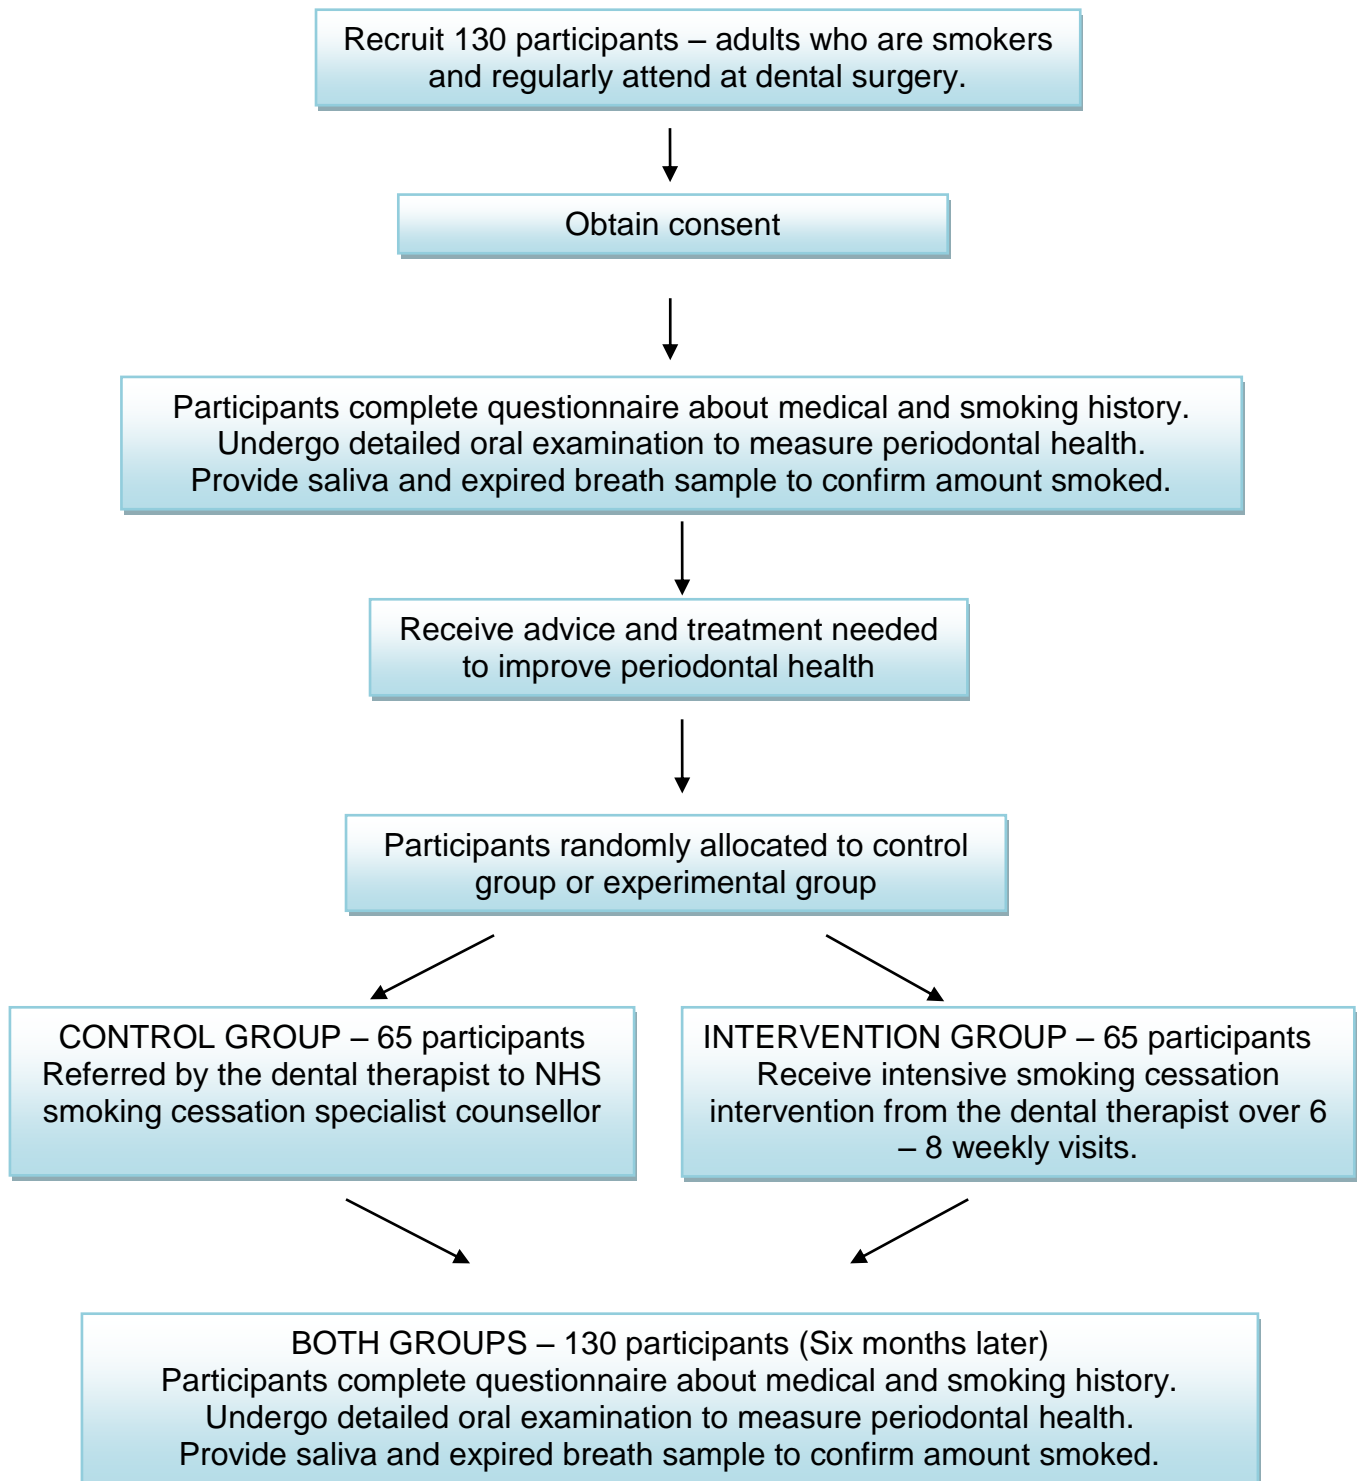 Recruit 130 participants – adults who are smokers
and regularly attend at dental surgery.
Obtain consent
Participants complete questionnaire about medical and smoking history.
Undergo detailed oral examination to measure periodontal health.
Provide saliva and expired breath sample to confirm amount smoked.
Receive advice and treatment needed
to improve periodontal health
Participants randomly allocated to control
group or experimental group
CONTROL GROUP – 65 participants
Referred by the dental therapist to NHS
smoking cessation specialist counsellor
INTERVENTION GROUP – 65 participants
Receive intensive smoking cessation
intervention from the dental therapist over 6
– 8 weekly visits.
BOTH GROUPS – 130 participants (Six months later)
Participants complete questionnaire about medical and smoking history.
Undergo detailed oral examination to measure periodontal health.
Provide saliva and expired breath sample to confirm amount smoked.